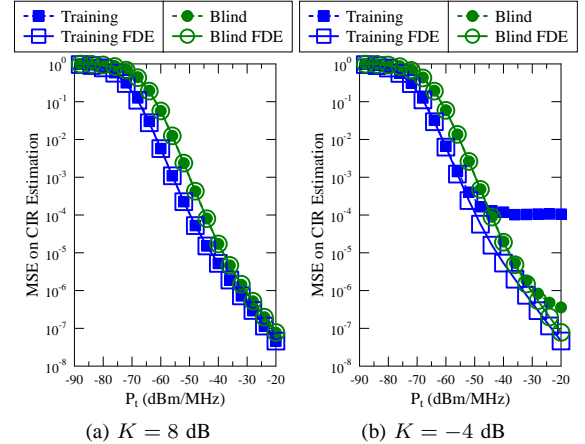 Training
Blind
Training FDE
Blind FDE
Training
Blind
Training FDE
Blind FDE
MSE on CIR Estimation
10^0
10^-1
10^-2
10^-3
10^-4
10^-5
10^-6
10^-7
10^-8
-90 -80 -70 -60 -50 -40 -30 -20
P_t (dBm/MHz)
(a) K = 8 dB
MSE on CIR Estimation
10^0
10^-1
10^-2
10^-3
10^-4
10^-5
10^-6
10^-7
10^-8
-90 -80 -70 -60 -50 -40 -30 -20
P_t (dBm/MHz)
(b) K = −4 dB